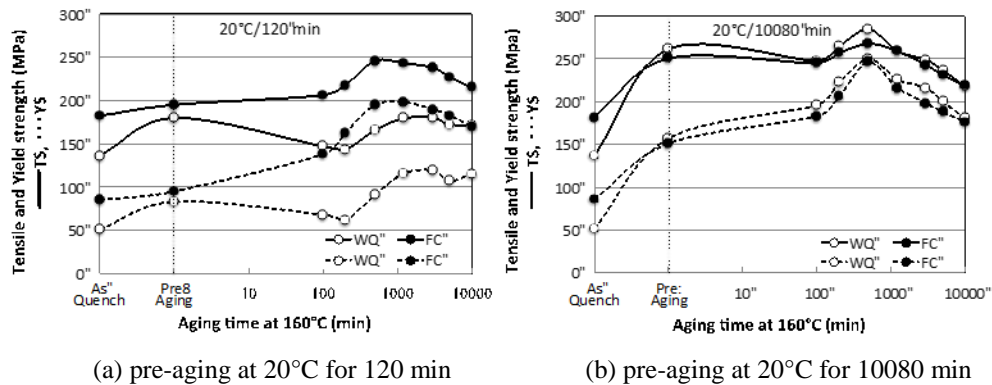 300"
250"
200"
150"
100"
50"
0"
Tensile and Yield strength (MPa)
TS, YS
20°C/120"min
WQ" FC"
WQ" FC"
As" Quench
Pre8 Aging
10 100 1000 10000
Aging time at 160°C (min)
(a) pre-aging at 20°C for 120 min
300"
250"
200"
150"
100"
50"
0"
Tensile and Yield strength (Mpa)
TS, YS
20°C/10080"min
WQ" FC"
WQ" FC"
As" Quench
Pre: Aging
10" 100" 1000" 10000"
Aging time at 160°C (min)
(b) pre-aging at 20°C for 10080 min